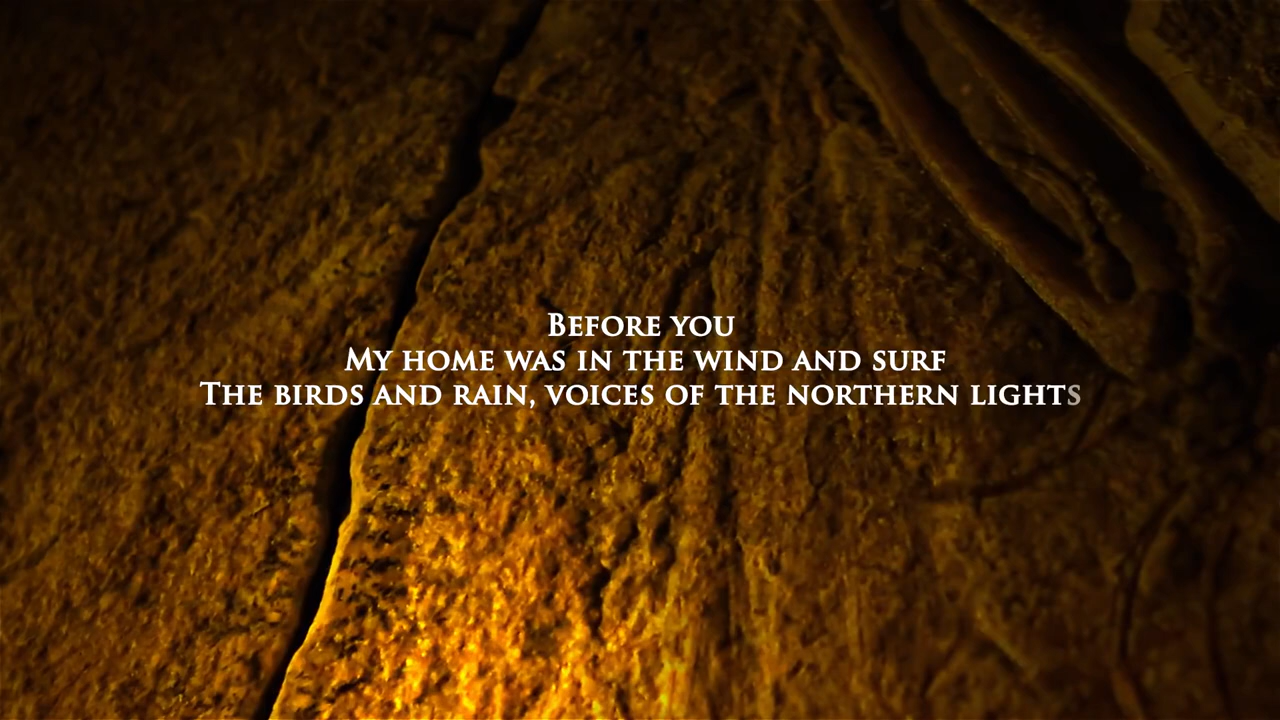 Before you
My home was in the wind and surf
The birds and rain, voices of the northern lights